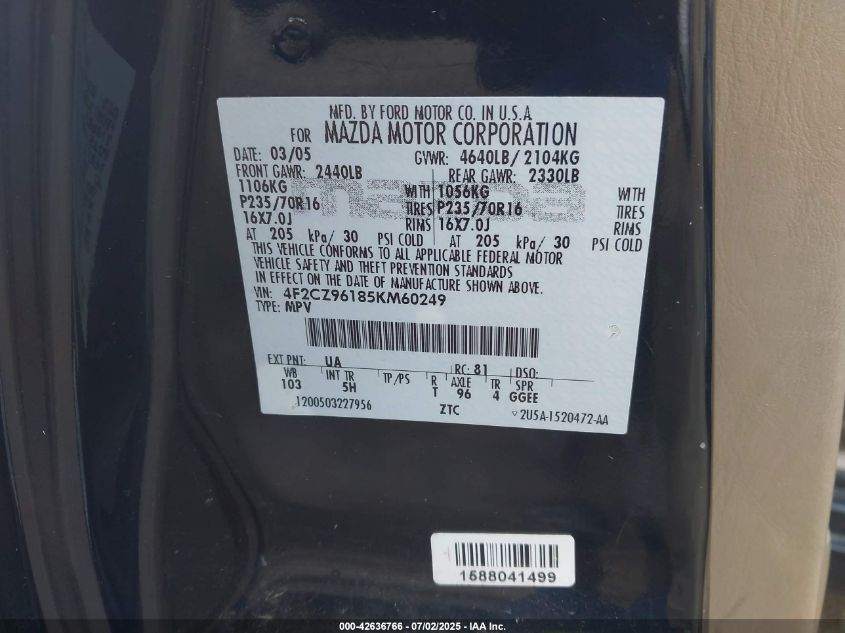 MFD. BY FORD MOTOR CO. IN U.S.A
FOR MAZDA MOTOR CORPORATION
DATE: 03/05 GVWR: 4640LB/ 2104KG
FRONT GAWR: 2440LB REAR GAWR: 2330LB
1106KG WITH 1056KG WITH
P235/70R16 TIRES P235/70R16 TIRES
16X7.0J RIMS 16X7.0J RIMS
AT 205 kPa/ 30 PSI COLD AT 205 kPa/ 30 PSI COLD
THIS VEHICLE CONFORMS TO ALL APPLICABLE FEDERAL MOTOR
VEHICLE SAFETY AND THEFT PREVENTION STANDARDS
IN EFFECT ON THE DATE OF MANUFACTURE SHOWN ABOVE.
VIN: 4F2CZ96185KM60249
TYPE: MPV
EXT PNT: UA RC: 81 DSO:
WB INT TR TP/PS R AXLE TR SPR
103 5H T 96 4 GGEE
1200503227956 ZTC 2U5A-1520472-AA
1588041499
000-42636766 - 07/02/2025 - IAA Inc.